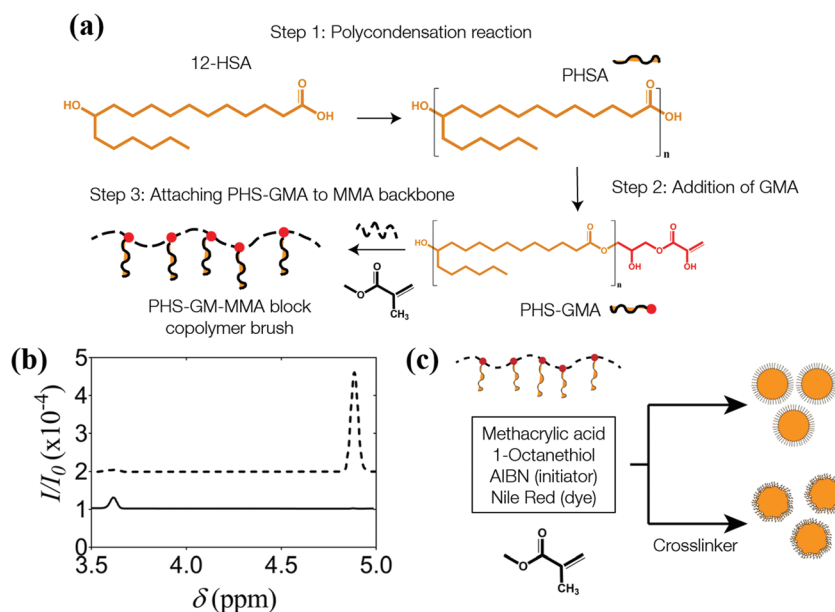 (a)
Step 1: Polycondensation reaction
12-HSA
PHSA
HO
O
OH
HO
O
OH
n
Step 3: Attaching PHS-GMA to MMA backbone
Step 2: Addition of GMA
HO
O
O
OH
n
O
O
OH
O
O
CH3
PHS-GM-MMA block
copolymer brush
PHS-GMA
(b)
I/I0 (x10-4)
5
4
3
2
1
0
3.5
4.0
4.5
5.0
δ (ppm)
(c)
Methacrylic acid
1-Octanethiol
AIBN (initiator)
Nile Red (dye)
O
O
CH3
Crosslinker